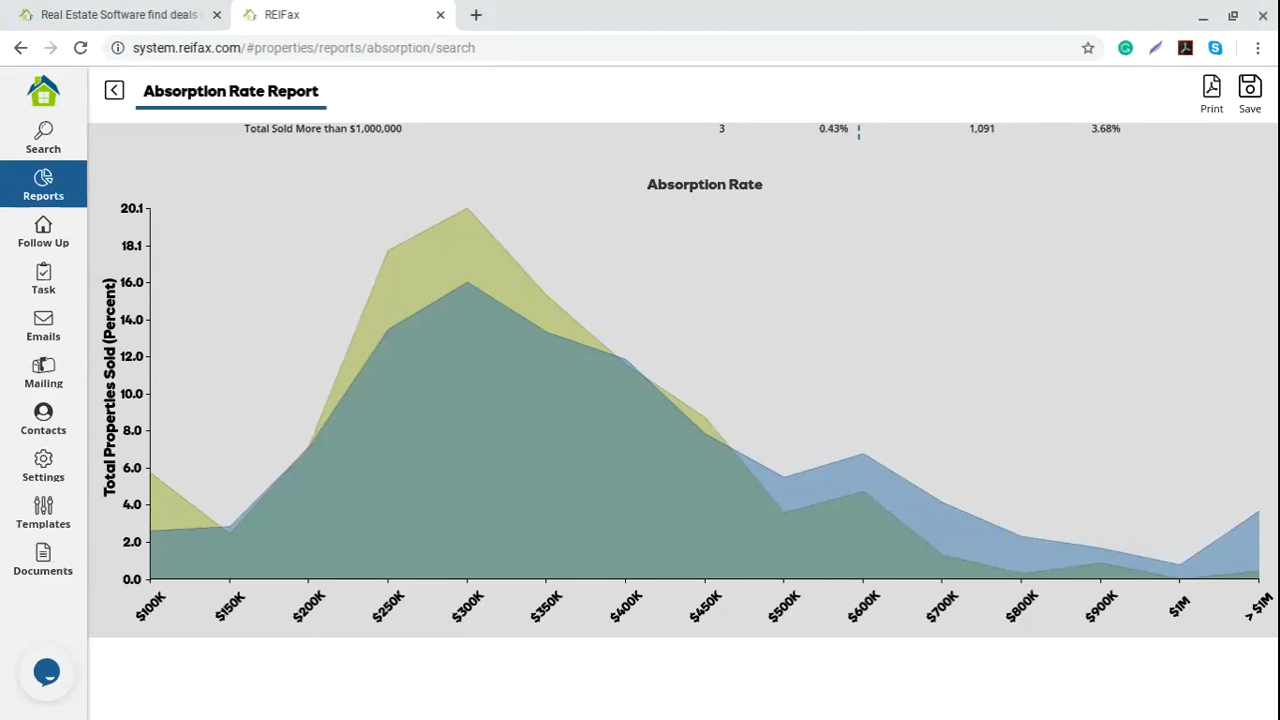 Real Estate Software find deals
REIFax
system.reifax.com/#properties/reports/absorption/search
Absorption Rate Report
Print
Save
Search
Reports
Follow Up
Task
Emails
Mailing
Contacts
Settings
Templates
Documents
Total Sold More than $1,000,000 3 0.43% 1,091 3.68%
Absorption Rate
Total Properties Sold (Percent)
20.1
18.1
16.0
14.0
12.0
10.0
8.0
6.0
4.0
2.0
0.0
$100K $150K $200K $250K $300K $350K $400K $450K $500K $600K $700K $800K $900K $1M > $1M